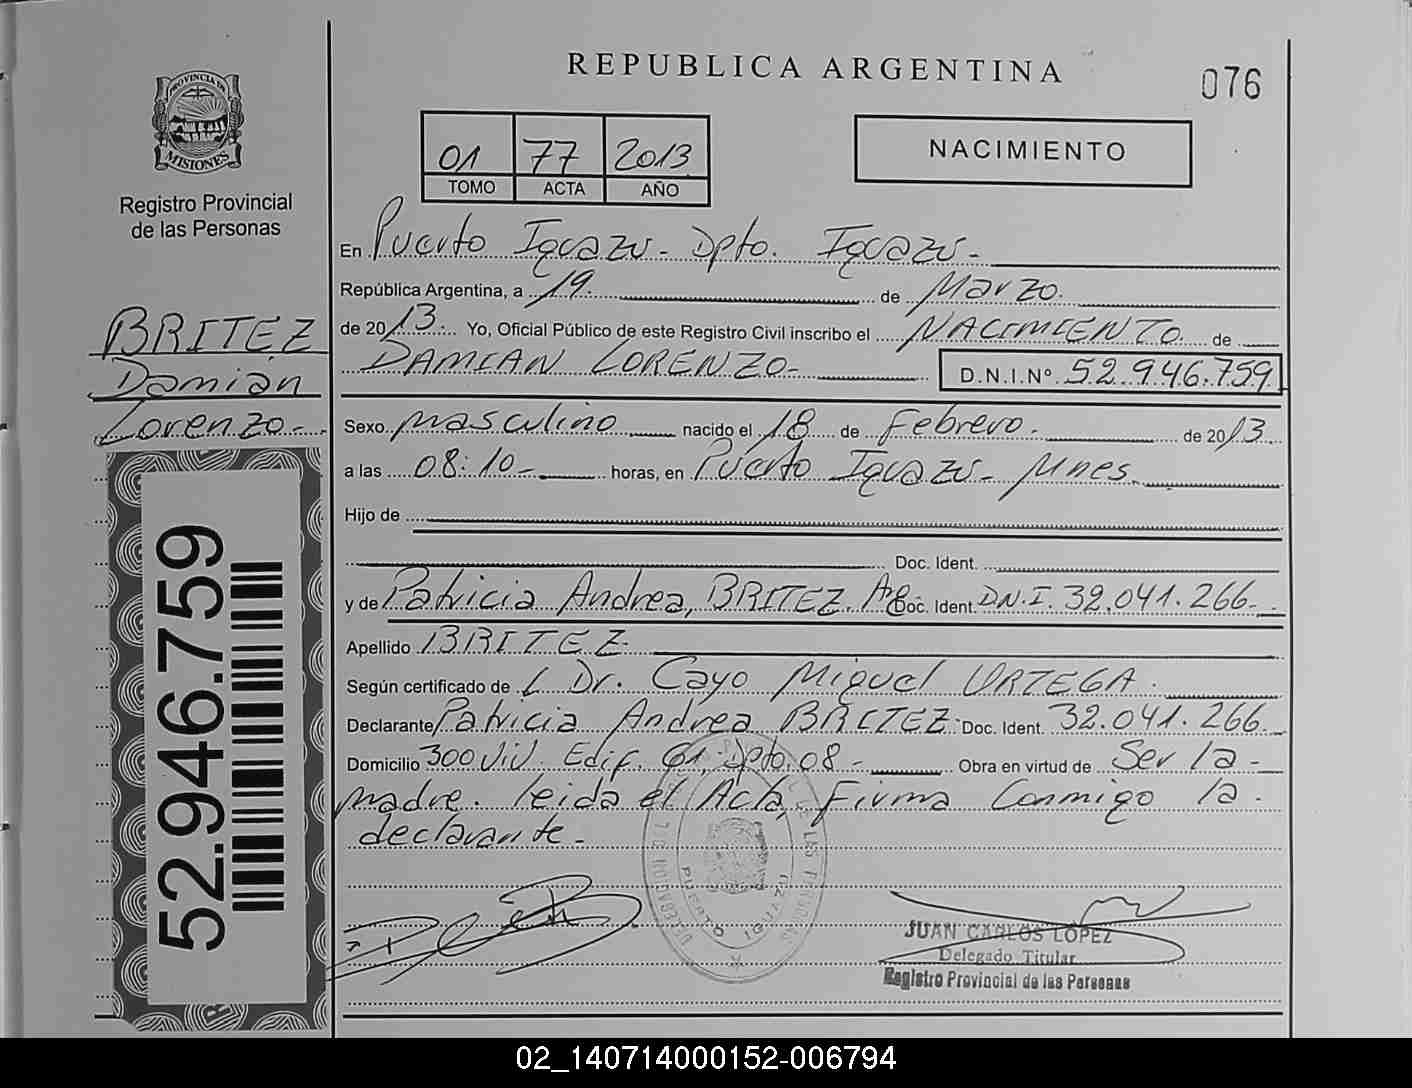 REPUBLICA ARGENTINA
076
PROVINCIA DE
MISIONES
Registro Provincial
de las Personas
01 77 2013
TOMO ACTA AÑO
NACIMIENTO
En Puerto Iguazú - Dpto. Iguazú -
República Argentina, a 19 de Marzo.
de 2013. Yo, Oficial Público de este Registro Civil inscribo el NACIMIENTO. de
DAMIAN LORENZO - D.N.I.Nº 52.946.759
BRITEZ
Damian
Lorenzo -
Sexo masculino nacido el 18 de Febrero. de 2013.
a las 08:10 - horas, en Puerto Iguazú - Mnes.
Hijo de
Doc. Ident.
y de Patricia Andrea, BRITEZ. Arg. Doc. Ident. D.N.I. 32.041.266 -
Apellido BRITEZ.
Según certificado de Dr. Cayo Miguel URTEGA.
Declarante Patricia Andrea BRITEZ. Doc. Ident. 32.041.266.
Domicilio 300 Viv. Edif. 61, Dpto. 08 - Obra en virtud de Ser la -
madre. leida el Acta, Firma Conmigo la.
declarante -
52.946.759
DE LAS PERSONAS
PUERTO IGUAZU
JUAN CARLOS LOPEZ
Delegado Titular
Registro Provincial de las Personas
02_140714000152-006794